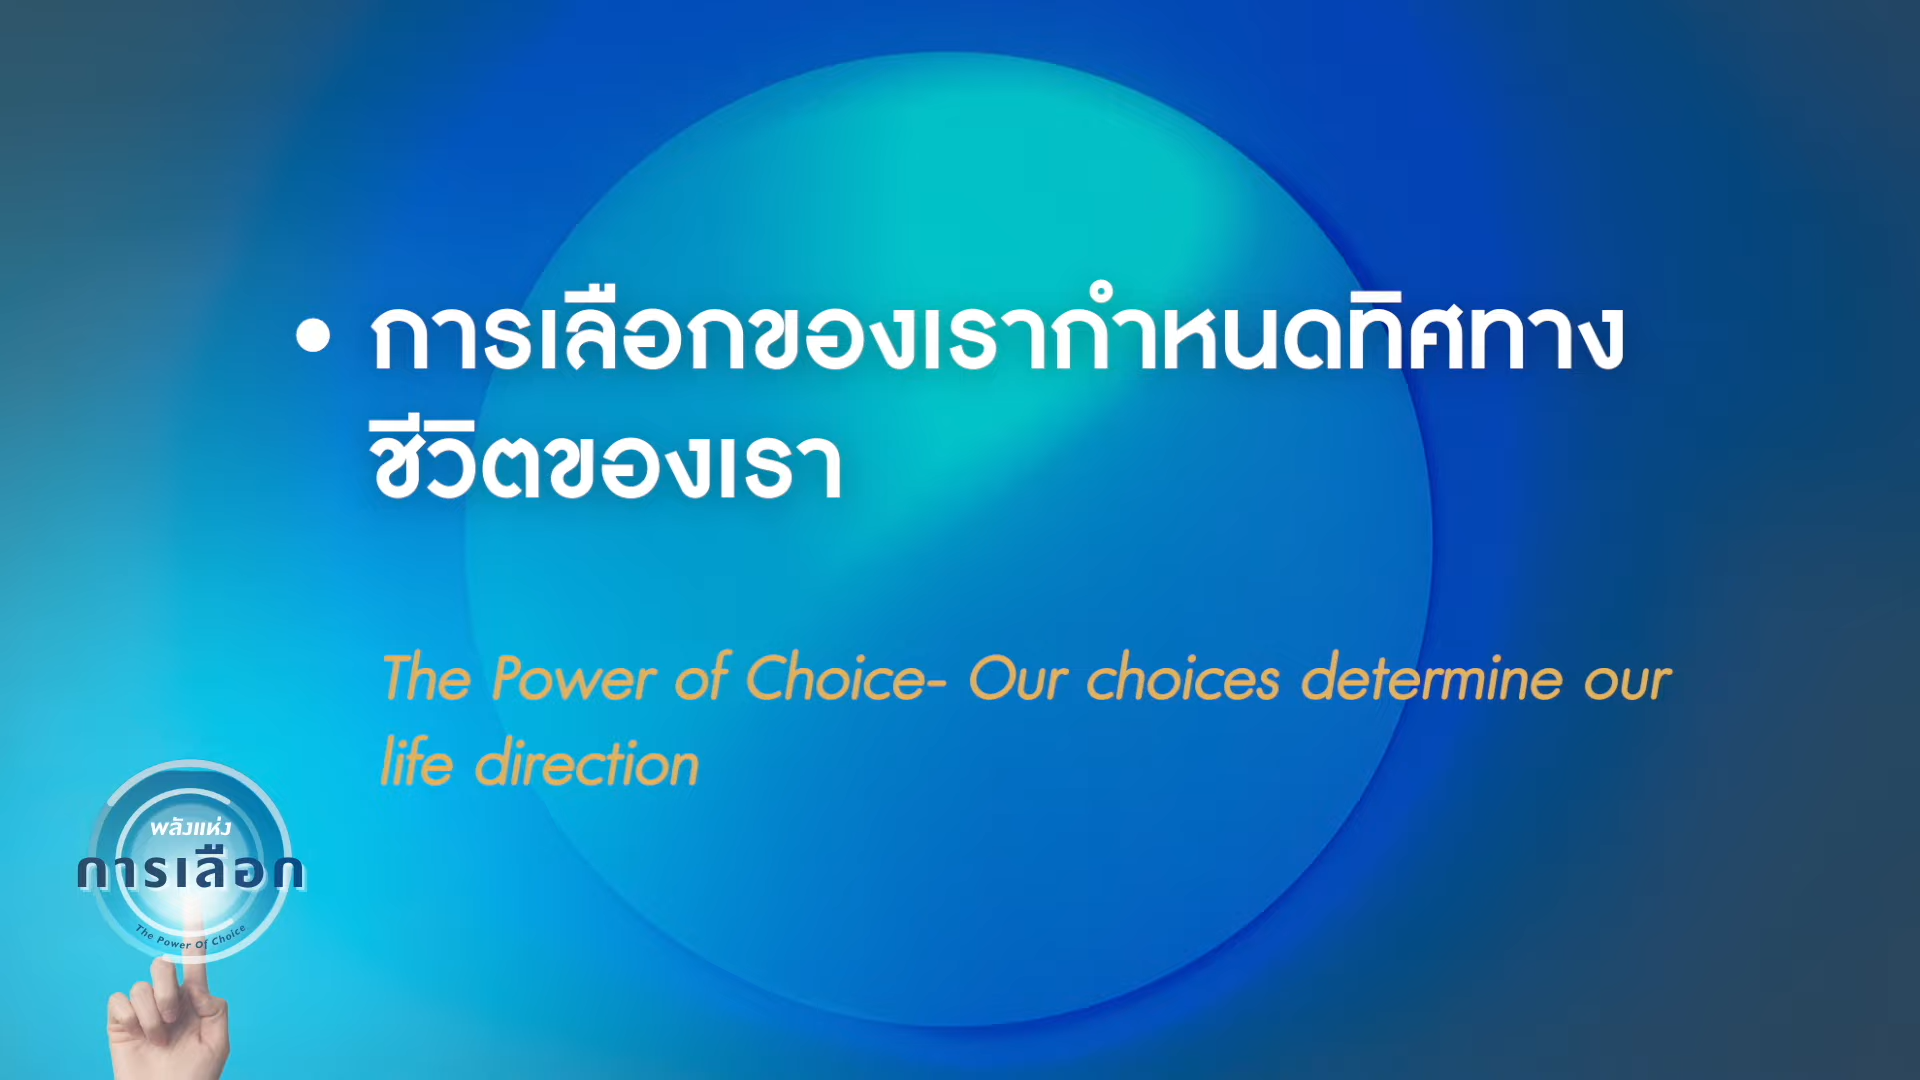 • การเลือกของเรากำหนดทิศทาง
ชีวิตของเรา
The Power of Choice- Our choices determine our
life direction
พลังแห่ง
การเลือก
The Power Of Choice